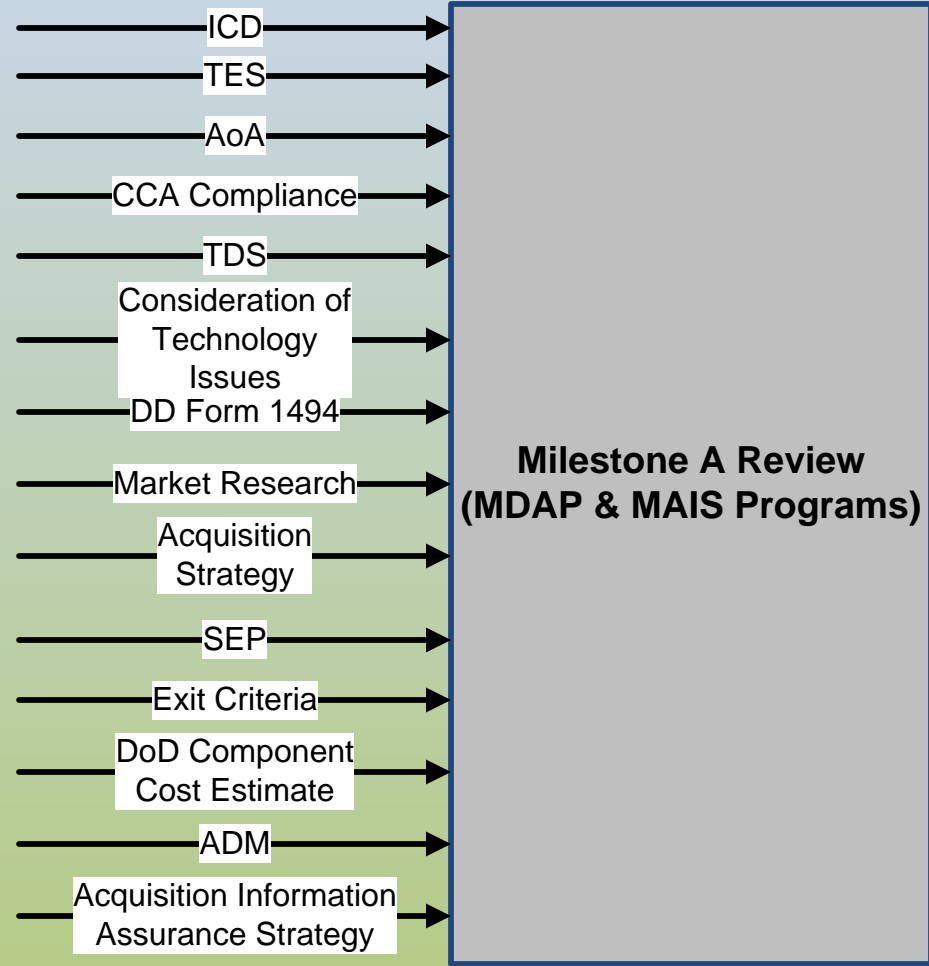 ICD
TES
AoA
CCA Compliance
TDS
Consideration of
Technology
Issues
DD Form 1494
Market Research
Acquisition
Strategy
SEP
Exit Criteria
DoD Component
Cost Estimate
ADM
Acquisition Information
Assurance Strategy
Milestone A Review
(MDAP & MAIS Programs)